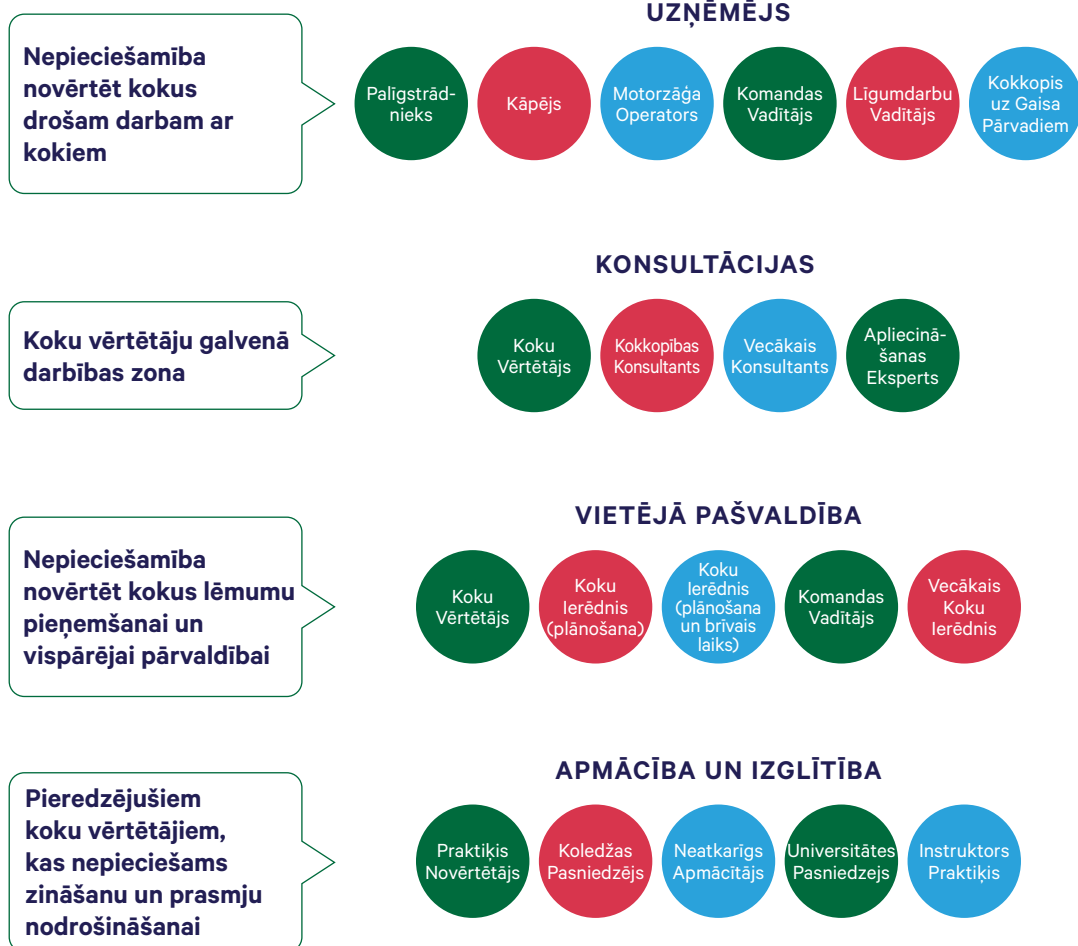 UZŅĒMĒJS
Nepieciešamība
novērtēt kokus
drošam darbam ar
kokiem
Palīgstrād-
nieks
Kāpējs
Motorzāģa
Operators
Komandas
Vadītājs
Līgumdarbu
Vadītājs
Kokkopis
uz Gaisa
Pārvadiem
KONSULTĀCIJAS
Koku vērtētāju galvenā
darbības zona
Koku
Vērtētājs
Kokkopības
Konsultants
Vecākais
Konsultants
Apliecinā-
šanas
Eksperts
VIETĒJĀ PAŠVALDĪBA
Nepieciešamība
novērtēt kokus lēmumu
pieņemšanai un
vispārējai pārvaldībai
Koku
Vērtētājs
Koku
Ierēdnis
(plānošana)
Koku
Ierēdnis
(plānošana
un brīvais
laiks)
Komandas
Vadītājs
Vecākais
Koku
Ierēdnis
APMĀCĪBA UN IZGLĪTĪBA
Pieredzējušiem
koku vērtētājiem,
kas nepieciešams
zināšanu un prasmju
nodrošināšanai
Praktiķis
Novērtētājs
Koledžas
Pasniedzējs
Neatkarīgs
Apmācītājs
Universitātes
Pasniedzejs
Instruktors
Praktiķis